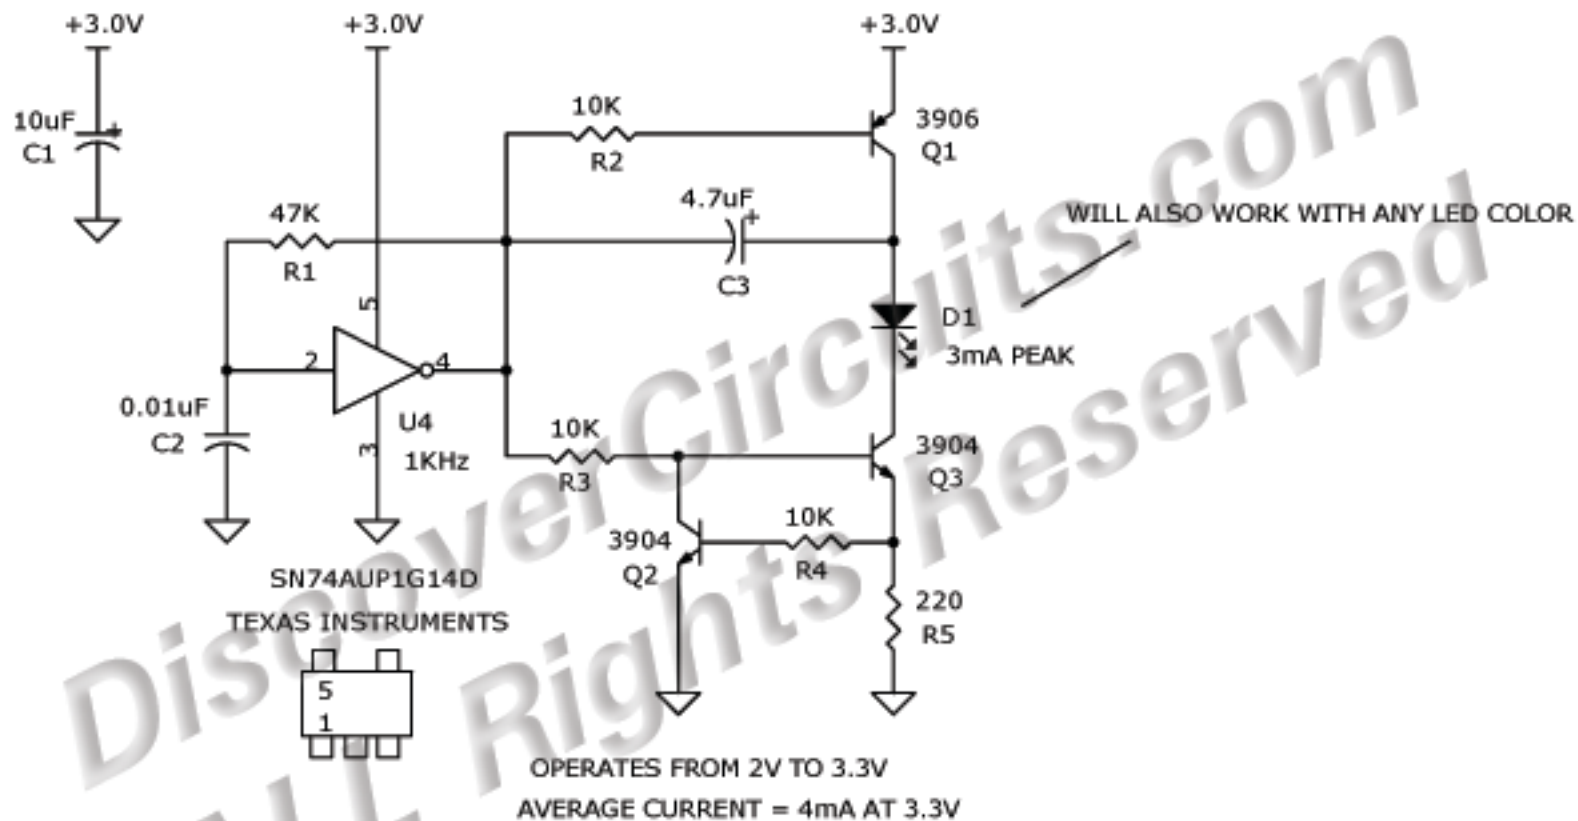 +3.0V
+3.0V
+3.0V
10uF
+
C1
10K
R2
3906
Q1
4.7uF
+
C3
47K
R1
WILL ALSO WORK WITH ANY LED COLOR
5
2
4
3
D1
3mA PEAK
0.01uF
C2
U4
1KHz
10K
R3
3904
Q3
3904
Q2
10K
R4
220
R5
SN74AUP1G14D
TEXAS INSTRUMENTS
5
1
OPERATES FROM 2V TO 3.3V
AVERAGE CURRENT = 4mA AT 3.3V
DiscoverCircuits.com
ALL Rights Reserved